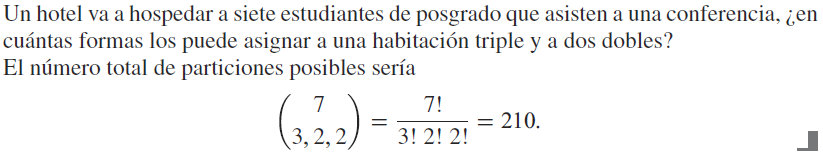 Un hotel va a hospedar a siete estudiantes de posgrado que asisten a una conferencia, ¿en
cuántas formas los puede asignar a una habitación triple y a dos dobles?
El número total de particiones posibles sería
(7
3, 2, 2) = 7!/(3! 2! 2!) = 210.